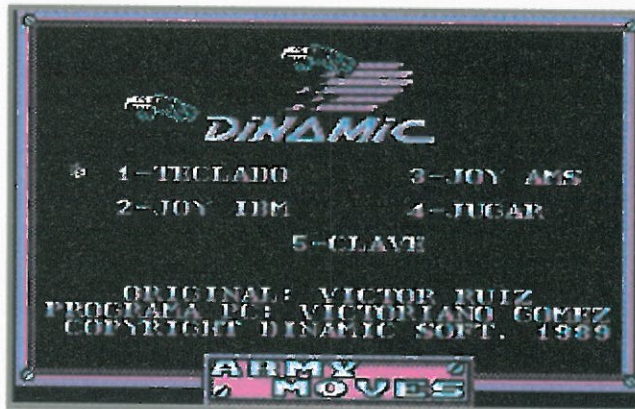 DINAMIC
* 1-TECLADO 3-JOY AMS
2-JOY IBM 4-JUGAR
5-CLAVE
ORIGINAL: VICTOR RUIZ
PROGRAMA PC: VICTORIANO GOMEZ
COPYRIGHT DINAMIC SOFT. 1989
ARMY
MOVES